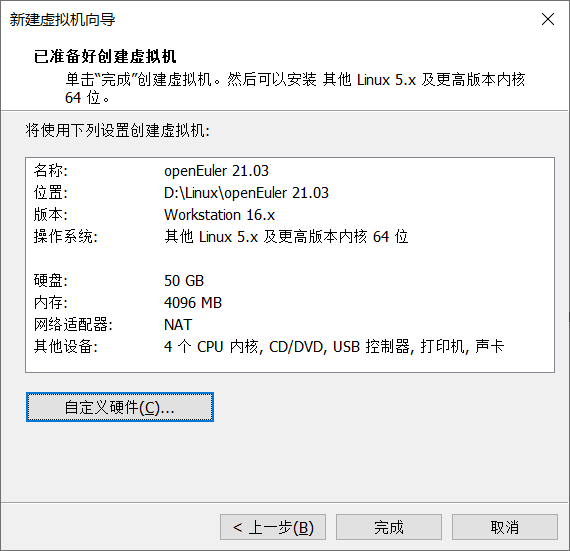 新建虚拟机向导
已准备好创建虚拟机
单击“完成”创建虚拟机。然后可以安装 其他 Linux 5.x 及更高版本内核
64 位。
将使用下列设置创建虚拟机:
名称: openEuler 21.03
位置: D:\Linux\openEuler 21.03
版本: Workstation 16.x
操作系统: 其他 Linux 5.x 及更高版本内核 64 位
硬盘: 50 GB
内存: 4096 MB
网络适配器: NAT
其他设备: 4 个 CPU 内核, CD/DVD, USB 控制器, 打印机, 声卡
自定义硬件(C)...
< 上一步(B) 完成 取消